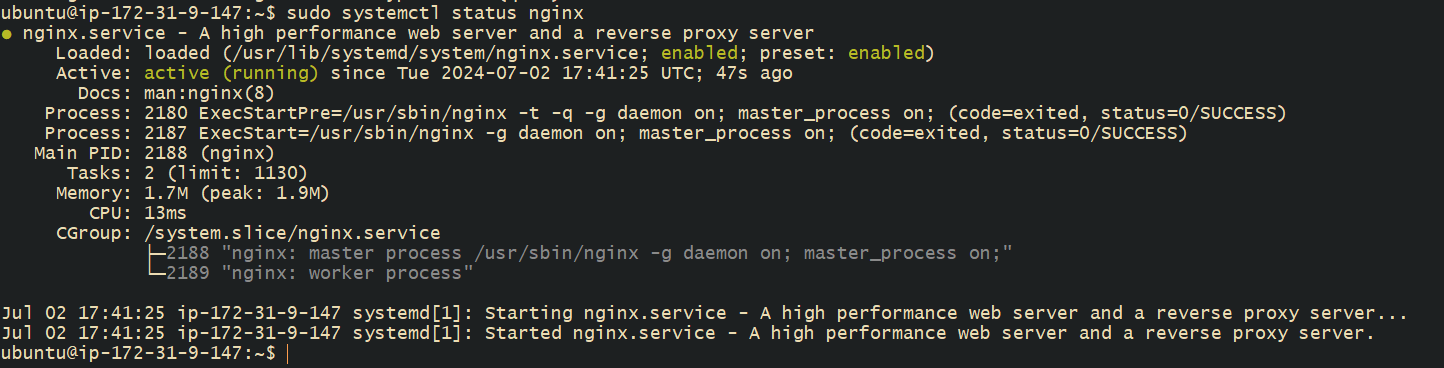 ubuntu@ip-172-31-9-147:~$ sudo systemctl status nginx
● nginx.service - A high performance web server and a reverse proxy server
     Loaded: loaded (/usr/lib/systemd/system/nginx.service; enabled; preset: enabled)
     Active: active (running) since Tue 2024-07-02 17:41:25 UTC; 47s ago
       Docs: man:nginx(8)
    Process: 2180 ExecStartPre=/usr/sbin/nginx -t -q -g daemon on; master_process on; (code=exited, status=0/SUCCESS)
    Process: 2187 ExecStart=/usr/sbin/nginx -g daemon on; master_process on; (code=exited, status=0/SUCCESS)
   Main PID: 2188 (nginx)
      Tasks: 2 (limit: 1130)
     Memory: 1.7M (peak: 1.9M)
        CPU: 13ms
     CGroup: /system.slice/nginx.service
             ├─2188 "nginx: master process /usr/sbin/nginx -g daemon on; master_process on;"
             └─2189 "nginx: worker process"

Jul 02 17:41:25 ip-172-31-9-147 systemd[1]: Starting nginx.service - A high performance web server and a reverse proxy server...
Jul 02 17:41:25 ip-172-31-9-147 systemd[1]: Started nginx.service - A high performance web server and a reverse proxy server.
ubuntu@ip-172-31-9-147:~$